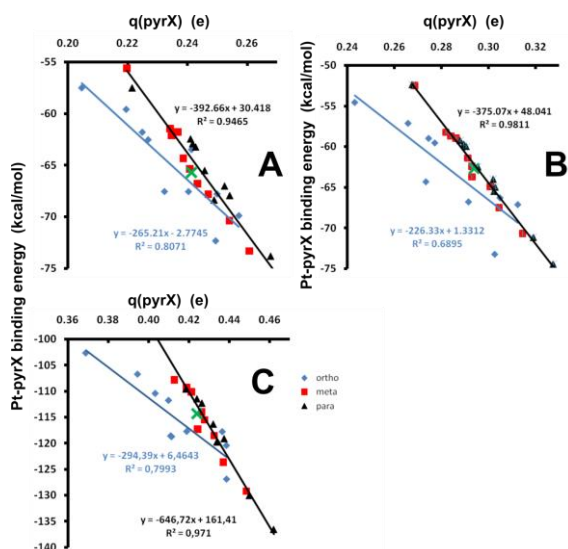 q(pyrX) (e)
0.20 0.22 0.24 0.26
-55
-60
-65
-70
-75
Pt-pyrX binding energy (kcal/mol)
y = -392.66x + 30.418
R² = 0.9465
A
y = -265.21x - 2.7745
R² = 0.8071
q(pyrX) (e)
0.24 0.26 0.28 0.30 0.32
-50
-55
-60
-65
-70
-75
Pt-pyrX binding energy (kcal/mol)
y = -375.07x + 48.041
R² = 0.9811
B
y = -226.33x + 1.3312
R² = 0.6895
q(pyrX) (e)
0.36 0.38 0.40 0.42 0.44 0.46
-100
-105
-110
-115
-120
-125
-130
-135
-140
C
y = -294,39x + 6,4643
R² = 0,7993
y = -646,72x + 161,41
R² = 0,971
ortho
meta
para